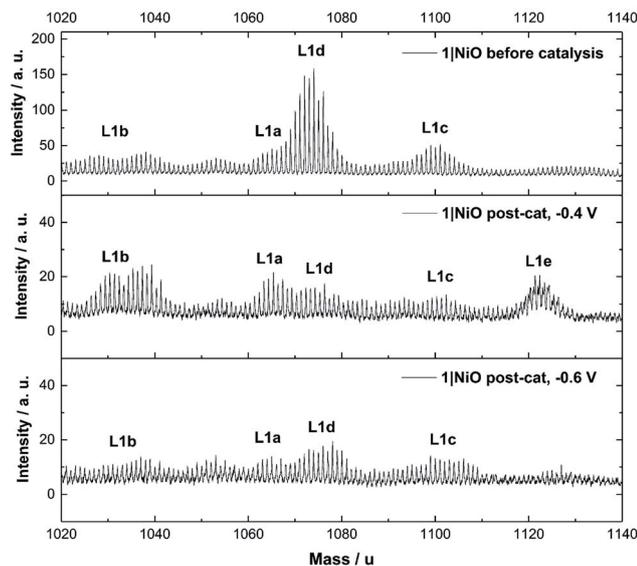 1020 1040 1060 1080 1100 1120 1140
200
150
100
50
0
Intensity / a. u.
L1b
L1a
L1d
L1c
1|NiO before catalysis
40
20
0
Intensity / a. u.
L1b
L1a
L1d
L1c
L1e
1|NiO post-cat, -0.4 V
40
20
0
Intensity / a. u.
L1b
L1a
L1d
L1c
1|NiO post-cat, -0.6 V
1020 1040 1060 1080 1100 1120 1140
Mass / u